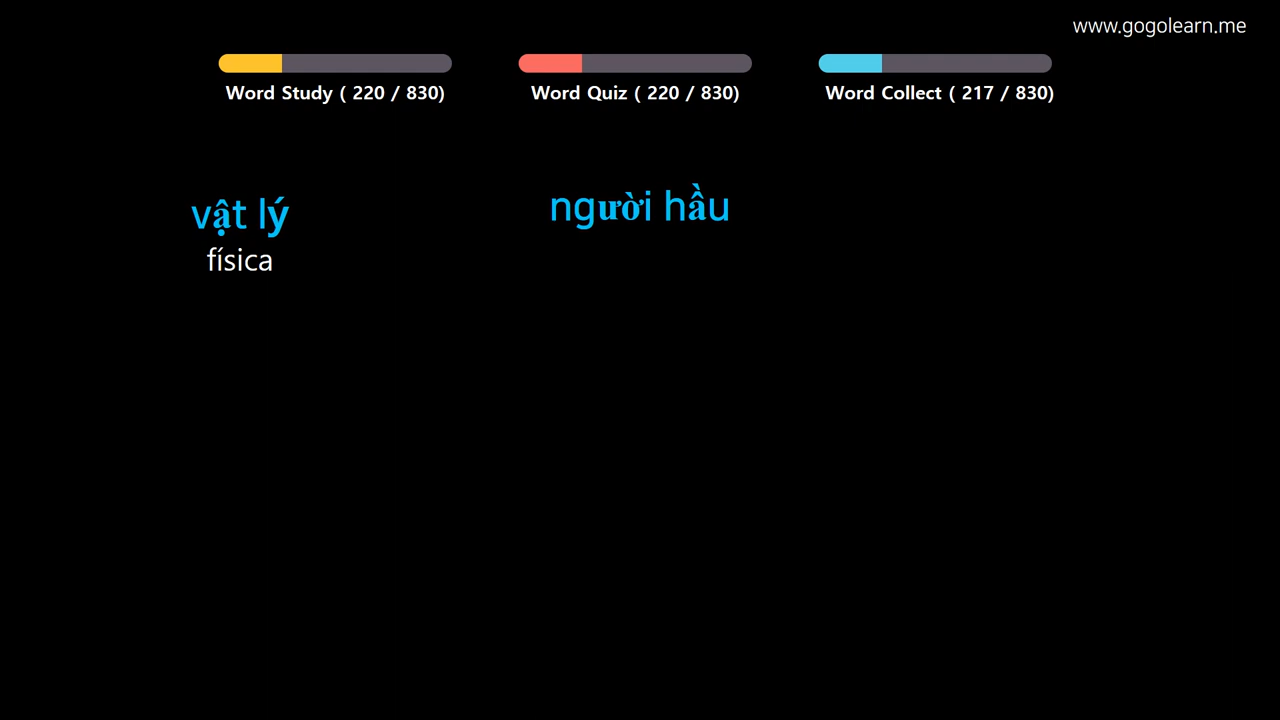 www.gogolearn.me
Word Study ( 220 / 830)
Word Quiz ( 220 / 830)
Word Collect ( 217 / 830)
vật lý
física
người hầu